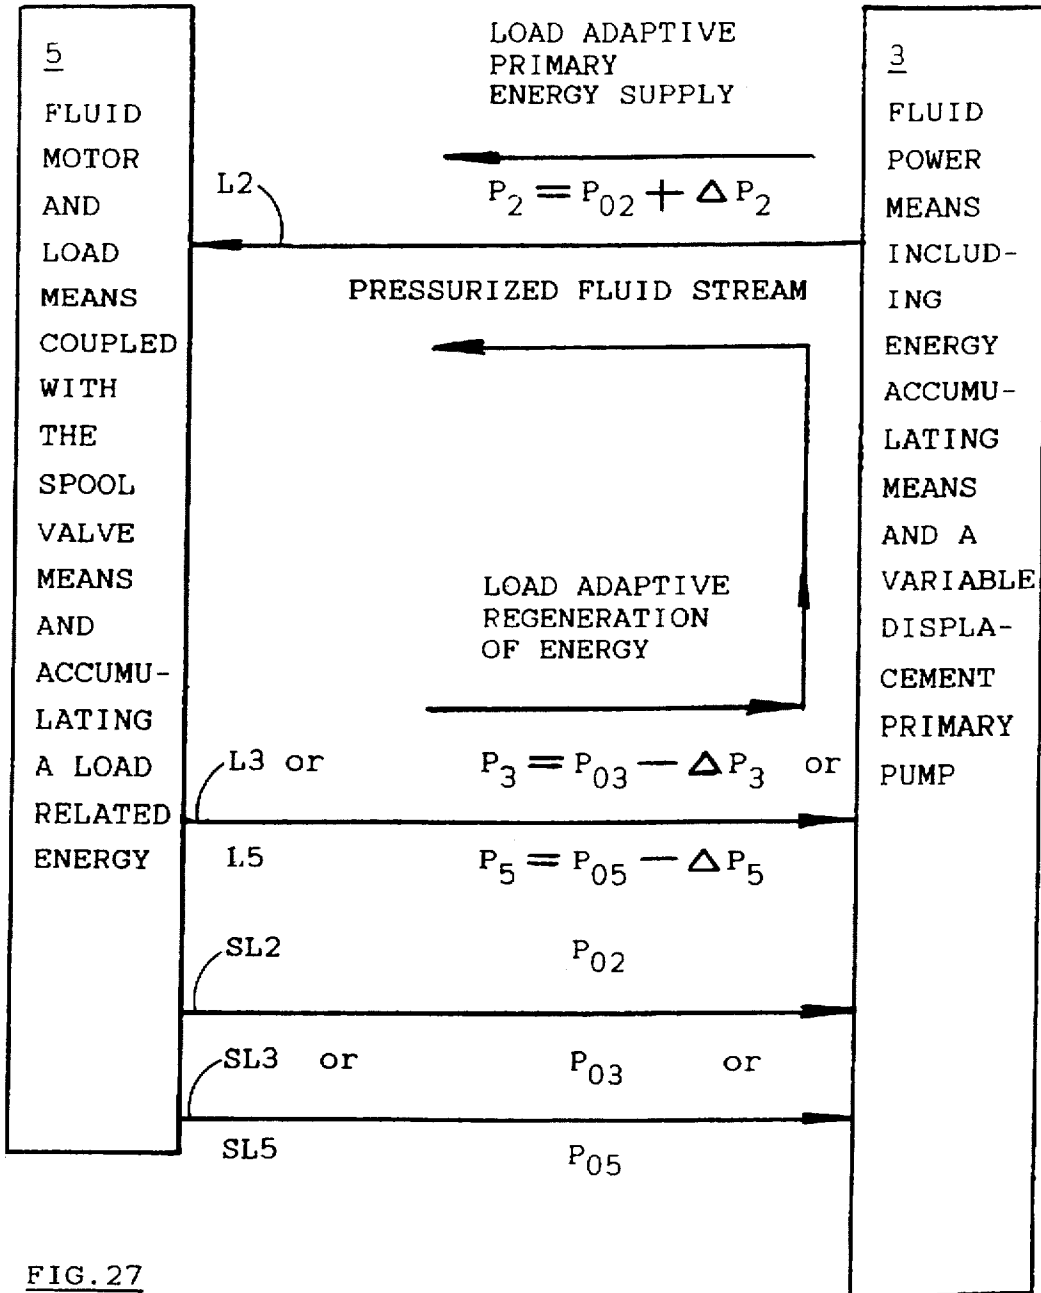 5
FLUID
MOTOR
AND
LOAD
MEANS
COUPLED
WITH
THE
SPOOL
VALVE
MEANS
AND
ACCUMU-
LATING
A LOAD
RELATED
ENERGY
LOAD ADAPTIVE
PRIMARY
ENERGY SUPPLY
P2 = P02 + ΔP2
L2
PRESSURIZED FLUID STREAM
LOAD ADAPTIVE
REGENERATION
OF ENERGY
L3 or
P3 = P03 — ΔP3 or
L5
P5 = P05 — ΔP5
SL2
P02
SL3 or
P03 or
SL5
P05
3
FLUID
POWER
MEANS
INCLUD-
ING
ENERGY
ACCUMU-
LATING
MEANS
AND A
VARIABLE
DISPLA-
CEMENT
PRIMARY
PUMP
FIG.27